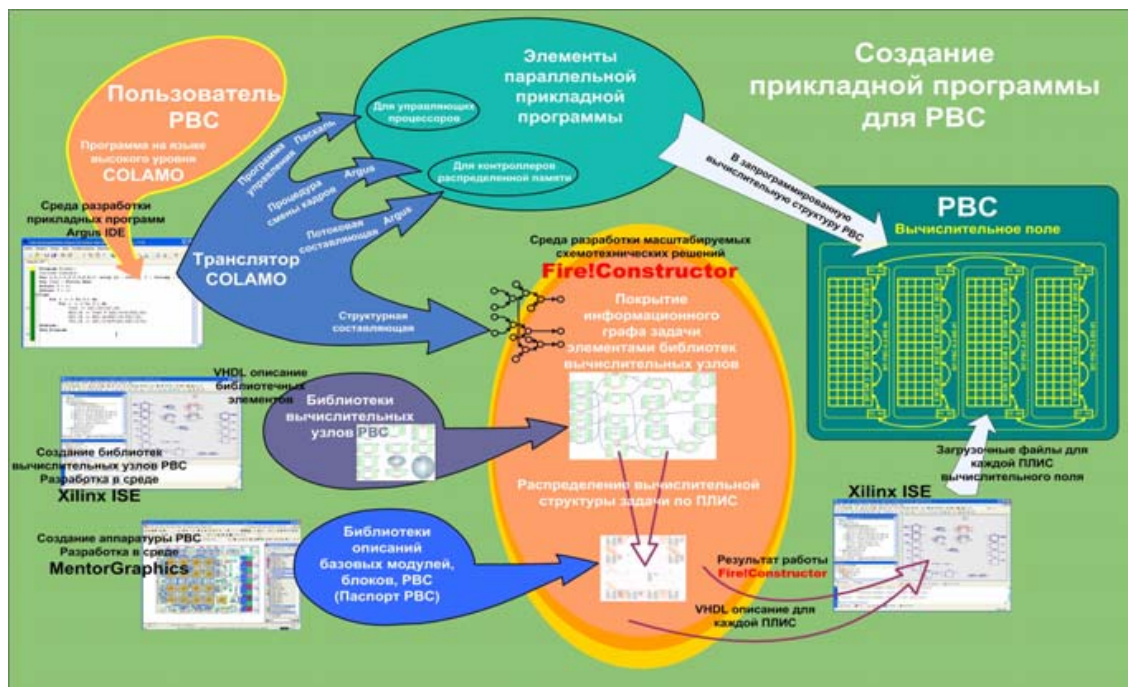 Создание
прикладной программы
для РВС
Пользователь
РВС
Программа на языке
высокого уровня
COLAMO
Среда разработки
прикладных программ
Argus IDE
Транслятор
COLAMO
Программа Паскаль
управления
Процедура Argus
смены кадров
Потоковая Argus
составляющая
Структурная
составляющая
Элементы
параллельной
прикладной
программы
Для управляющих
процессоров
Для контроллеров
распределенной памяти
В запрограммированную
вычислительную структуру РВС
РВС
Вычислительное поле
Среда разработки масштабируемых
схемотехнических решений
Fire!Constructor
Покрытие
информационного
графа задачи
элементами библиотек
вычислительных узлов
Распределение вычислительной
структуры задачи по ПЛИС
VHDL описание
библиотечных
элементов
Библиотеки
вычислительных
узлов РВС
Создание библиотек
вычислительных узлов РВС
Разработка в среде
Xilinx ISE
Создание аппаратуры РВС
Разработка в среде
MentorGraphics
Библиотеки
описаний
базовых модулей,
блоков, РВС
(Паспорт РВС)
Результат работы
Fire!Constructor
VHDL описание для
каждой ПЛИС
Xilinx ISE
Загрузочные файлы для
каждой ПЛИС
вычислительного поля